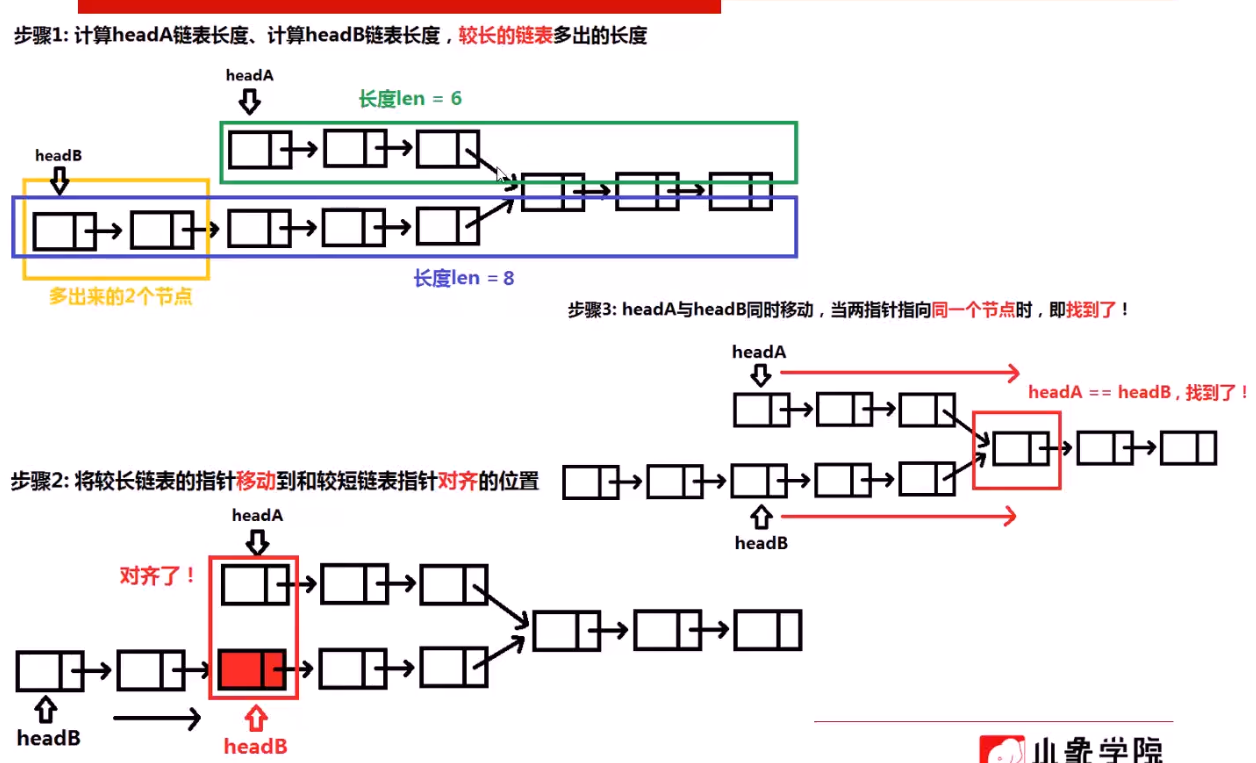 步骤1: 计算headA链表长度、计算headB链表长度，较长的链表多出的长度
headA
长度len = 6
headB
长度len = 8
多出来的2个节点
步骤3: headA与headB同时移动，当两指针指向同一个节点时，即找到了！
headA
headA == headB , 找到了！
headB
步骤2: 将较长链表的指针移动到和较短链表指针对齐的位置
headA
对齐了！
headB
headB
小象学院